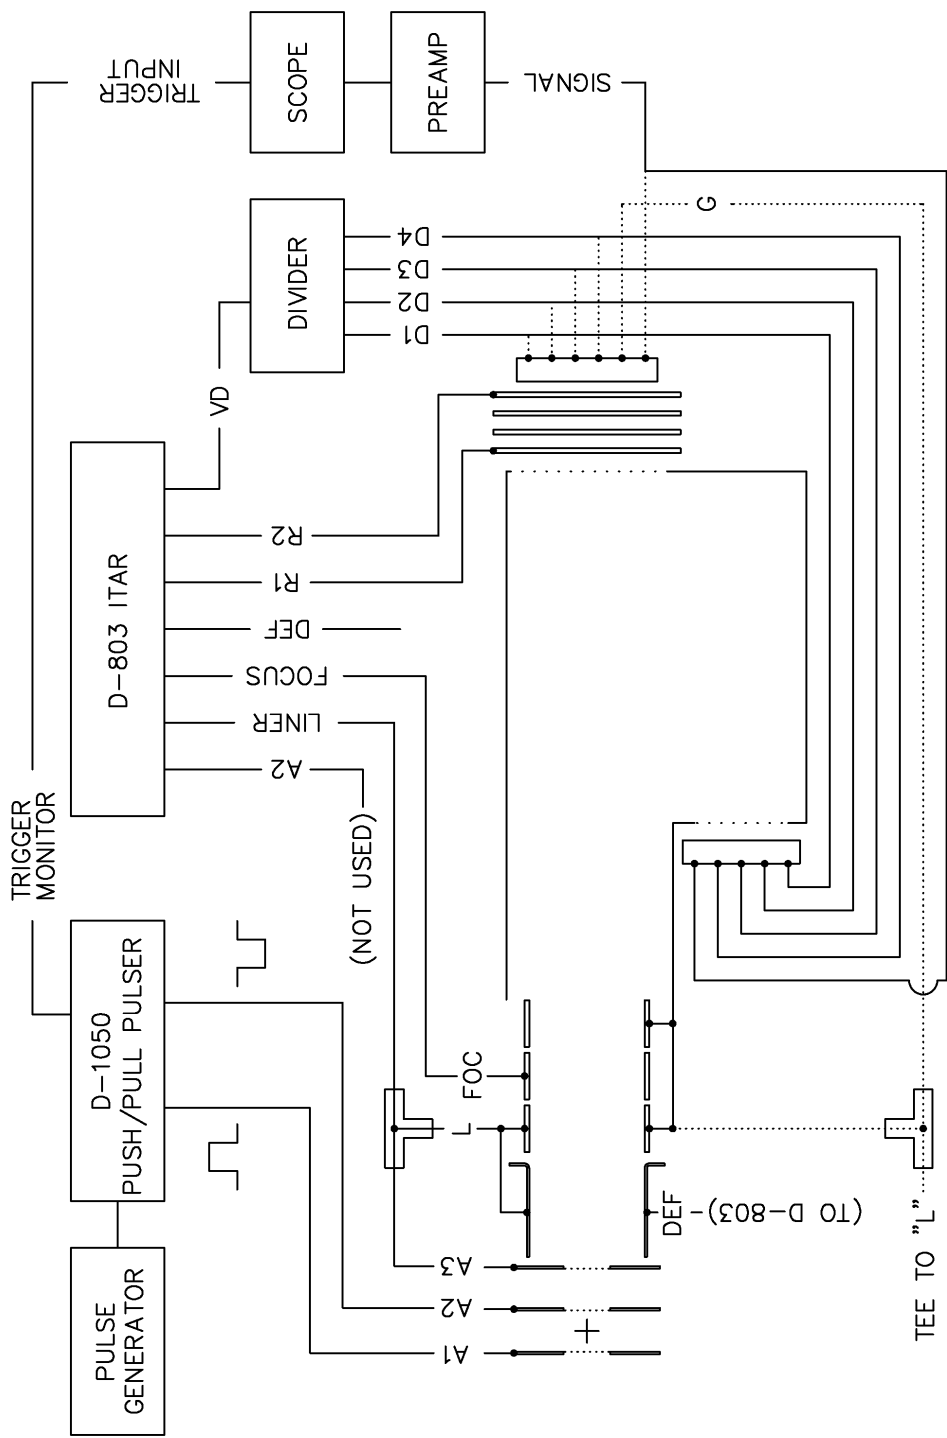 TRIGGER
INPUT
SCOPE
PREAMP
SIGNAL
DIVIDER
D4
D3
D2
D1
G
VD
D-803 ITAR
R2
R1
DEF
FOCUS
LINER
A2
(NOT USED)
TRIGGER
MONITOR
D-1050
PUSH/PULL PULSER
PULSE
GENERATOR
FOC
L
A3
A2
A1
DEF
(TO D-803)
TEE TO "L"